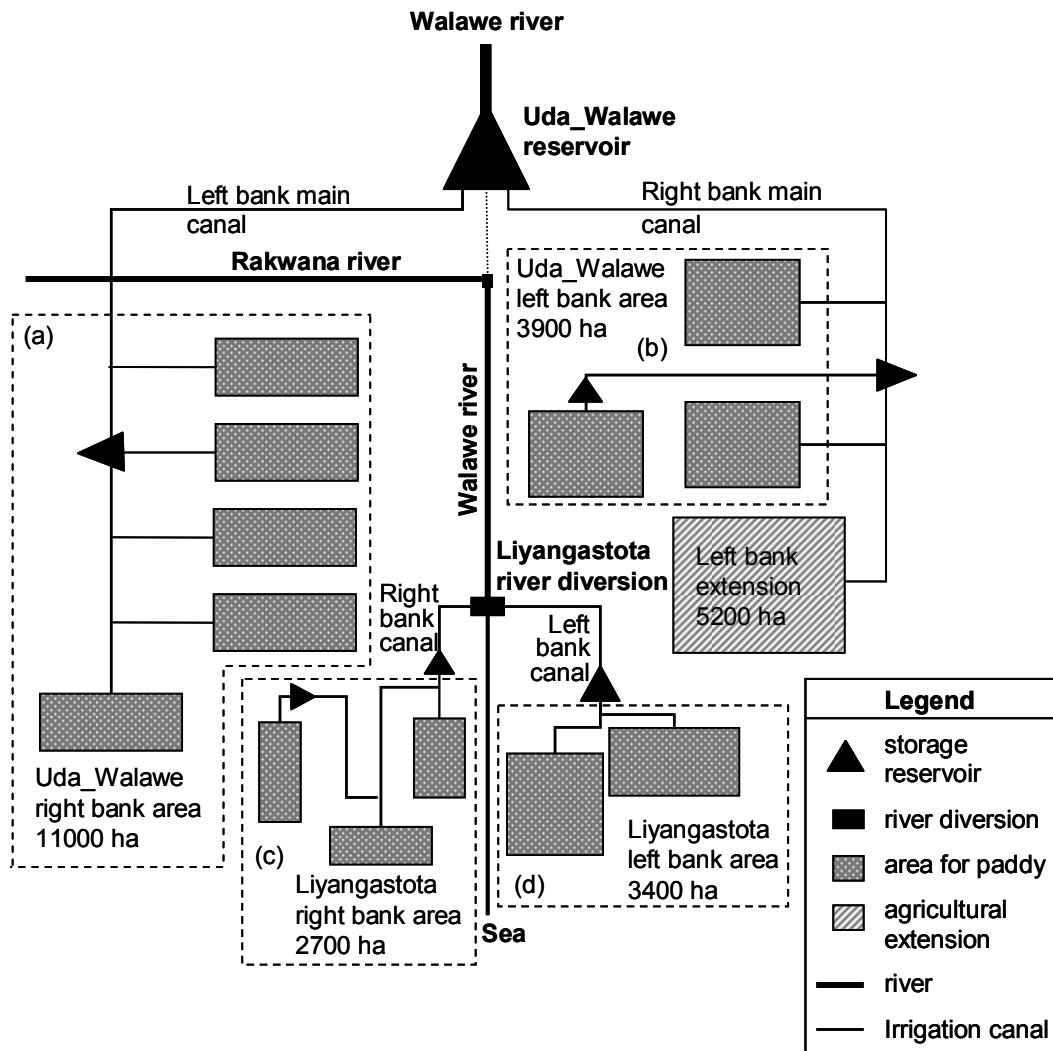 Walawe river
Uda_Walawe
reservoir
Left bank main
canal
Right bank main
canal
Rakwana river
Uda_Walawe
left bank area
3900 ha
(b)
(a)
Walawe river
Left bank
extension
5200 ha
Liyangastota
river diversion
Right
bank
canal
Left
bank
canal
Uda_Walawe
right bank area
11000 ha
(c)
Liyangastota
right bank area
2700 ha
(d)
Liyangastota
left bank area
3400 ha
Sea
Legend
storage
reservoir
river diversion
area for paddy
agricultural
extension
river
Irrigation canal